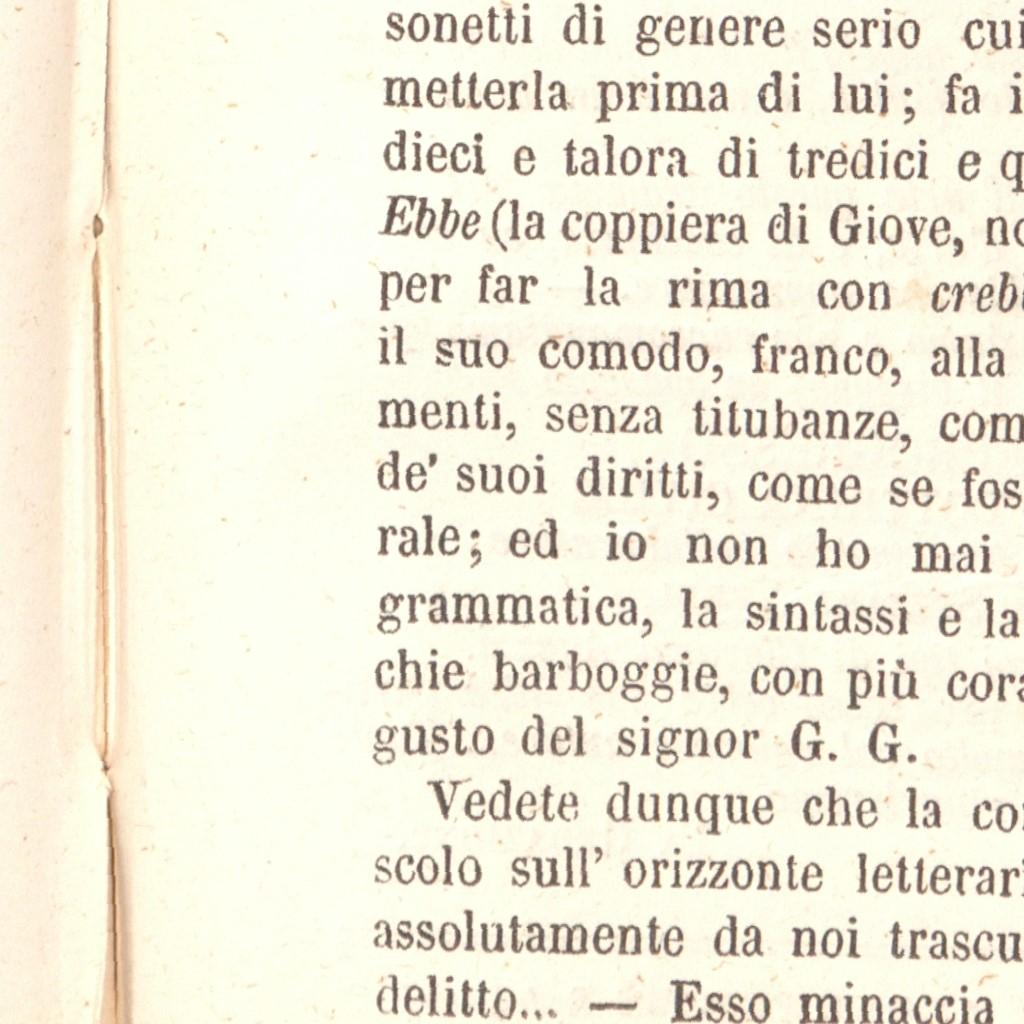 sonetti di genere serio cui
metterla prima di lui; fa i
dieci e talora di tredici e q
Ebbe (la coppiera di Giove, no
per far la rima con creb
il suo comodo, franco, alla
menti, senza titubanze, com
de' suoi diritti, come se fos
rale; ed io non ho mai
grammatica, la sintassi e la
chie barboggie, con più cora
gusto del signor G. G.
Vedete dunque che la co
scolo sull' orizzonte letterar
assolutamente da noi trascu
delitto... — Esso minaccia